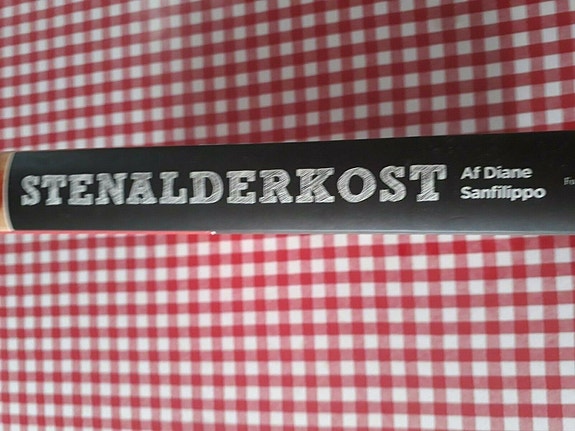 STENALDERKOST
Af Diane
Sanfilippo